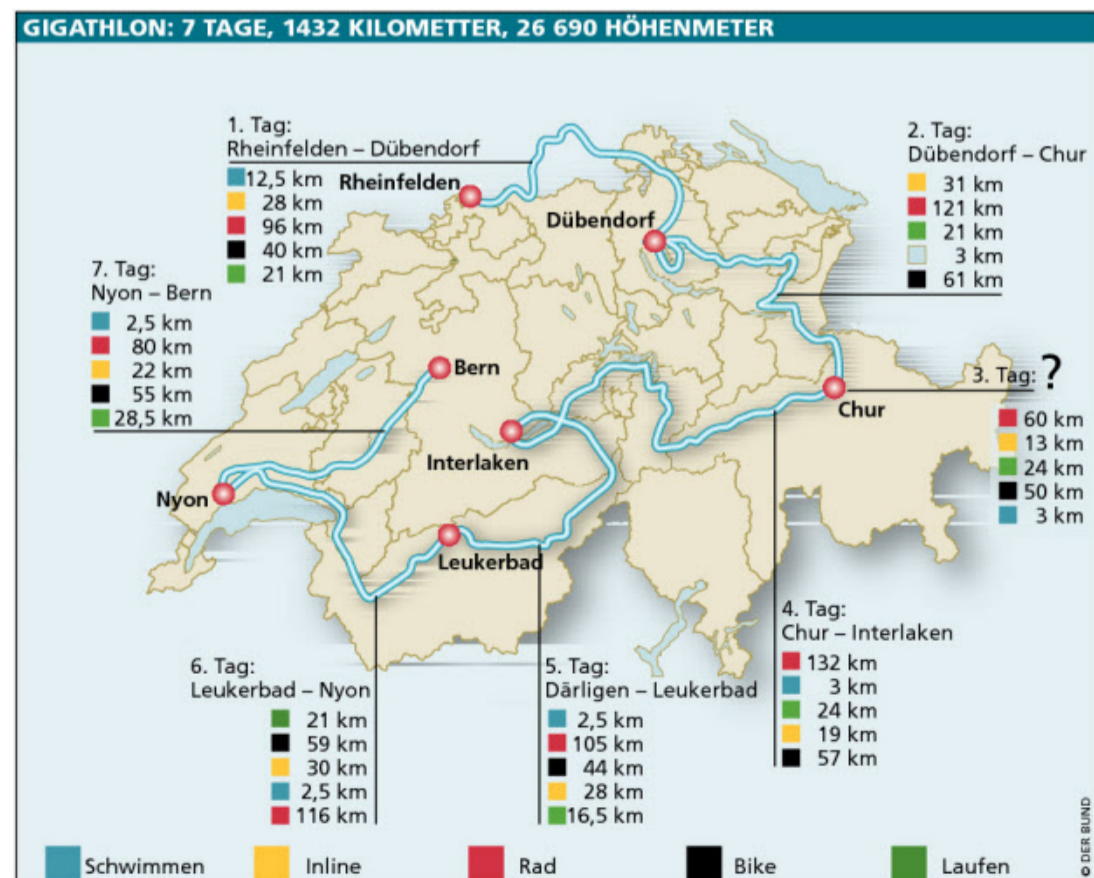 GIGATHLON: 7 TAGE, 1432 KILOMETTER, 26 690 HÖHENMETER
1. Tag:
Rheinfelden – Dübendorf
12,5 km
28 km
96 km
40 km
21 km
2. Tag:
Dübendorf – Chur
31 km
121 km
21 km
3 km
61 km
Rheinfelden
Dübendorf
7. Tag:
Nyon – Bern
2,5 km
80 km
22 km
55 km
28,5 km
Bern
3. Tag: ?
60 km
13 km
24 km
50 km
3 km
Chur
Interlaken
Nyon
Leukerbad
4. Tag:
Chur – Interlaken
132 km
3 km
24 km
19 km
57 km
6. Tag:
Leukerbad – Nyon
21 km
59 km
30 km
2,5 km
116 km
5. Tag:
Därligen – Leukerbad
2,5 km
105 km
44 km
28 km
16,5 km
Schwimmen Inline Rad Bike Laufen
© DER BUND